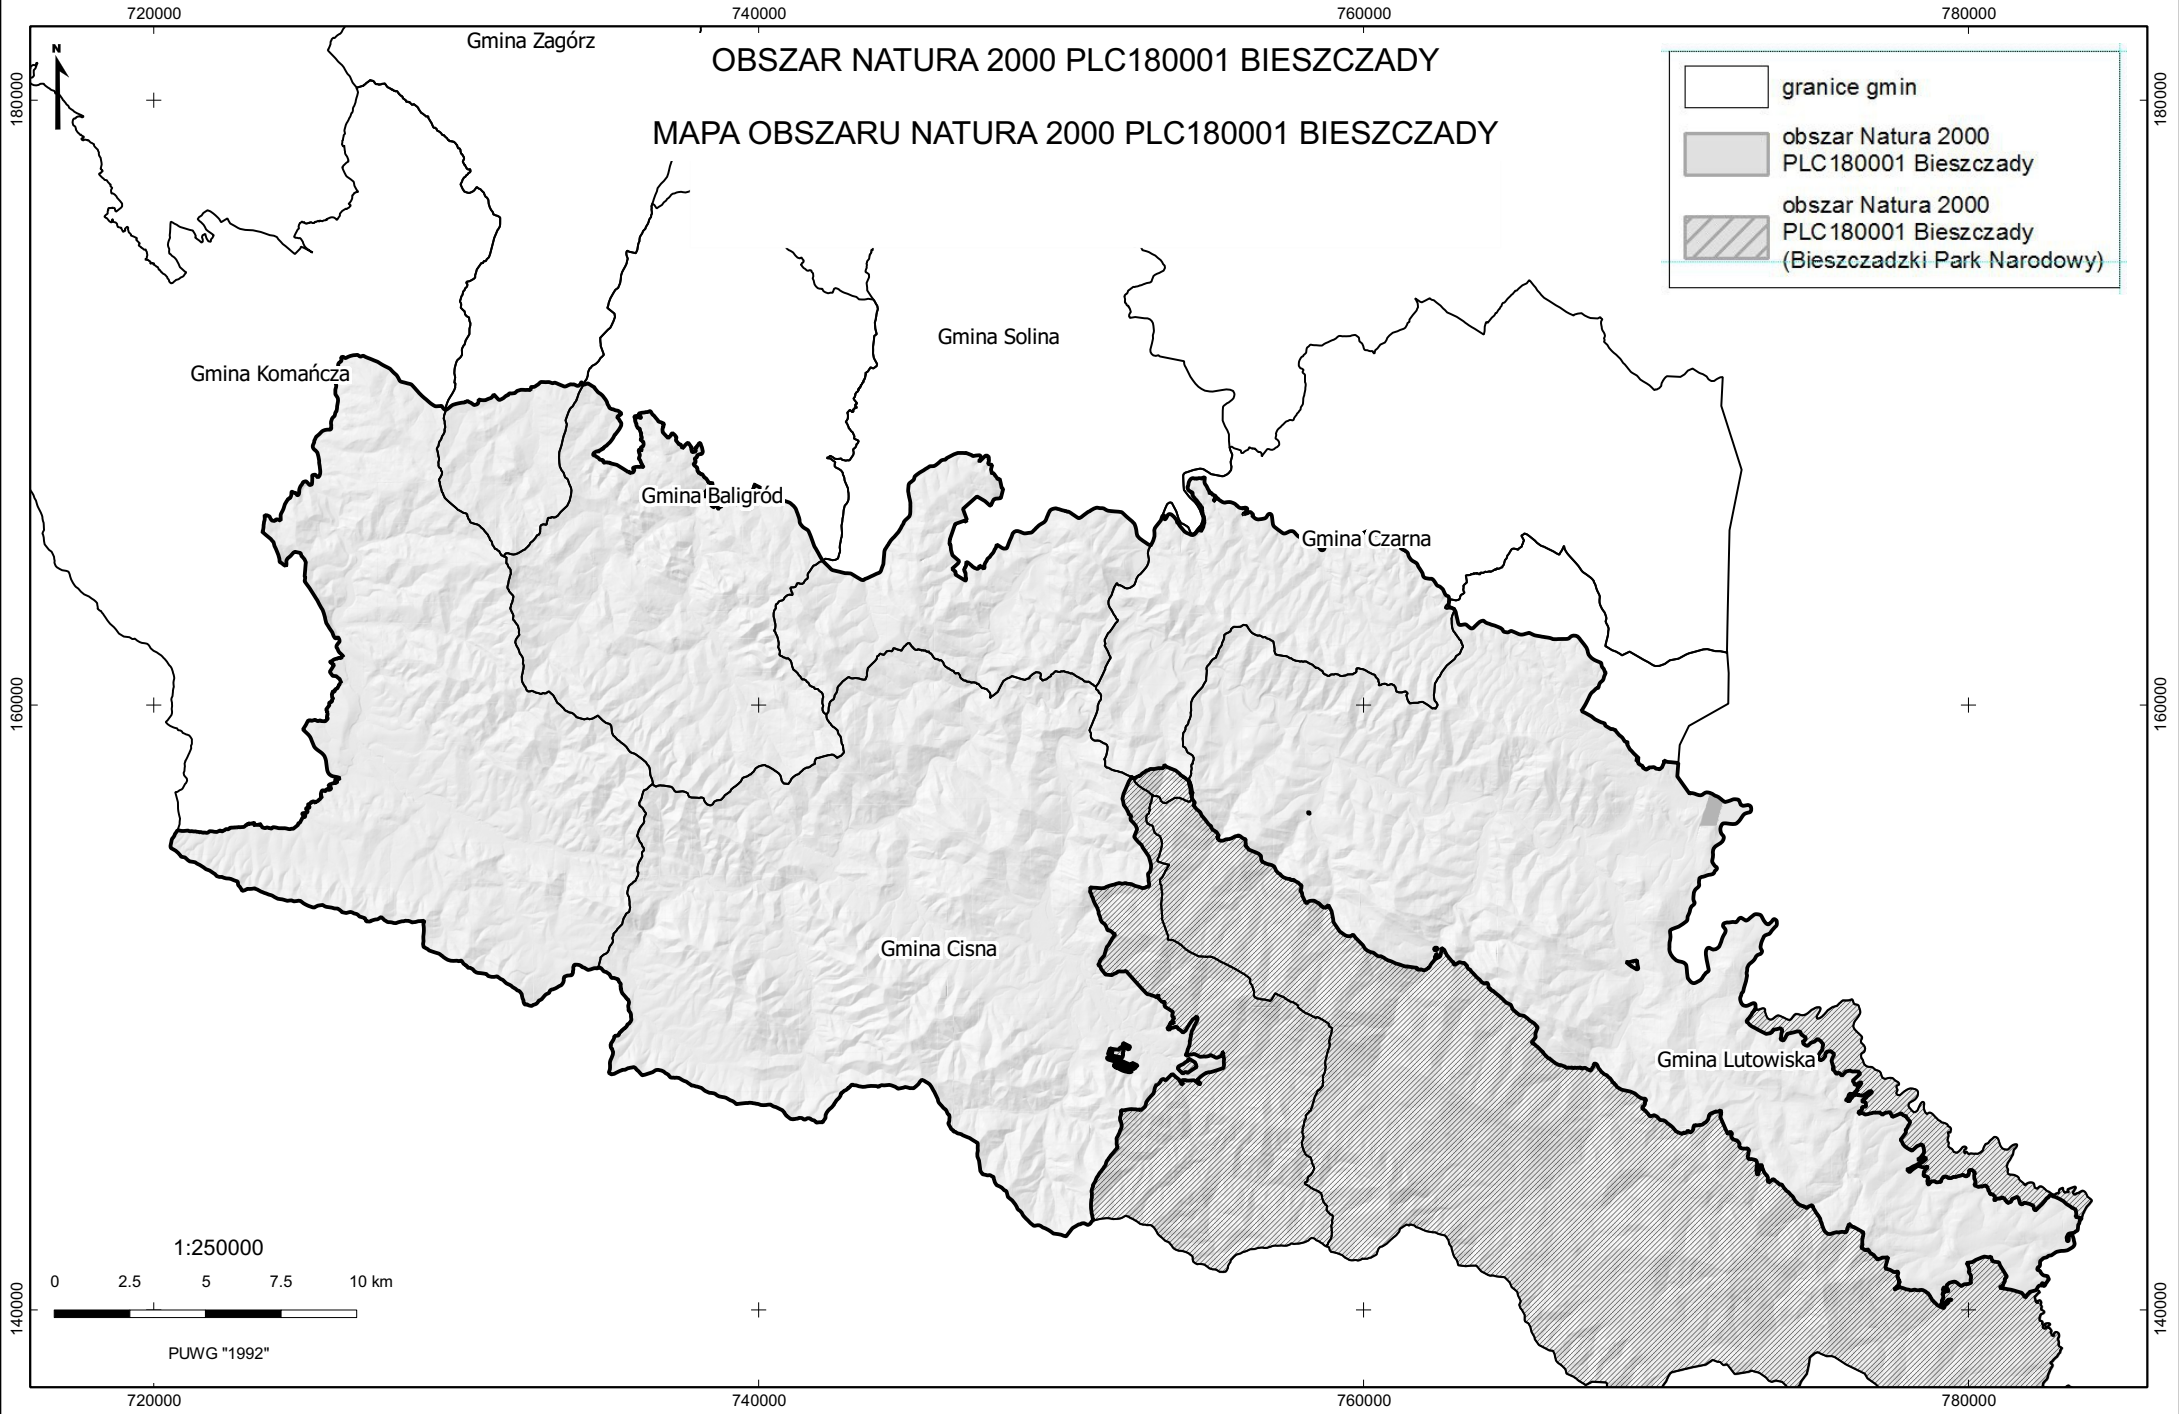 720000
740000
760000
780000
N
Gmina Zagórz
OBSZAR NATURA 2000 PLC180001 BIESZCZADY
MAPA OBSZARU NATURA 2000 PLC180001 BIESZCZADY
granice gmin
obszar Natura 2000
PLC180001 Bieszczady
obszar Natura 2000
PLC180001 Bieszczady
(Bieszczadzki Park Narodowy)
180000
180000
Gmina Solina
Gmina Komańcza
Gmina Baligród
Gmina Czarna
160000
160000
Gmina Cisna
Gmina Lutowiska
1:250000
0 2.5 5 7.5 10 km
PUWG "1992"
140000
140000
720000
740000
760000
780000